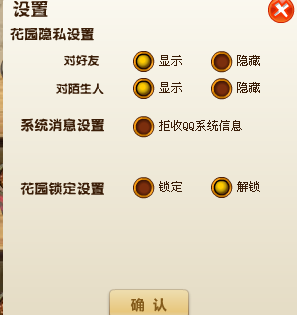 设置
花园隐私设置
对好友 显示 隐藏
对陌生人 显示 隐藏
系统消息设置 拒收QQ系统信息
花园锁定设置 锁定 解锁
确 认